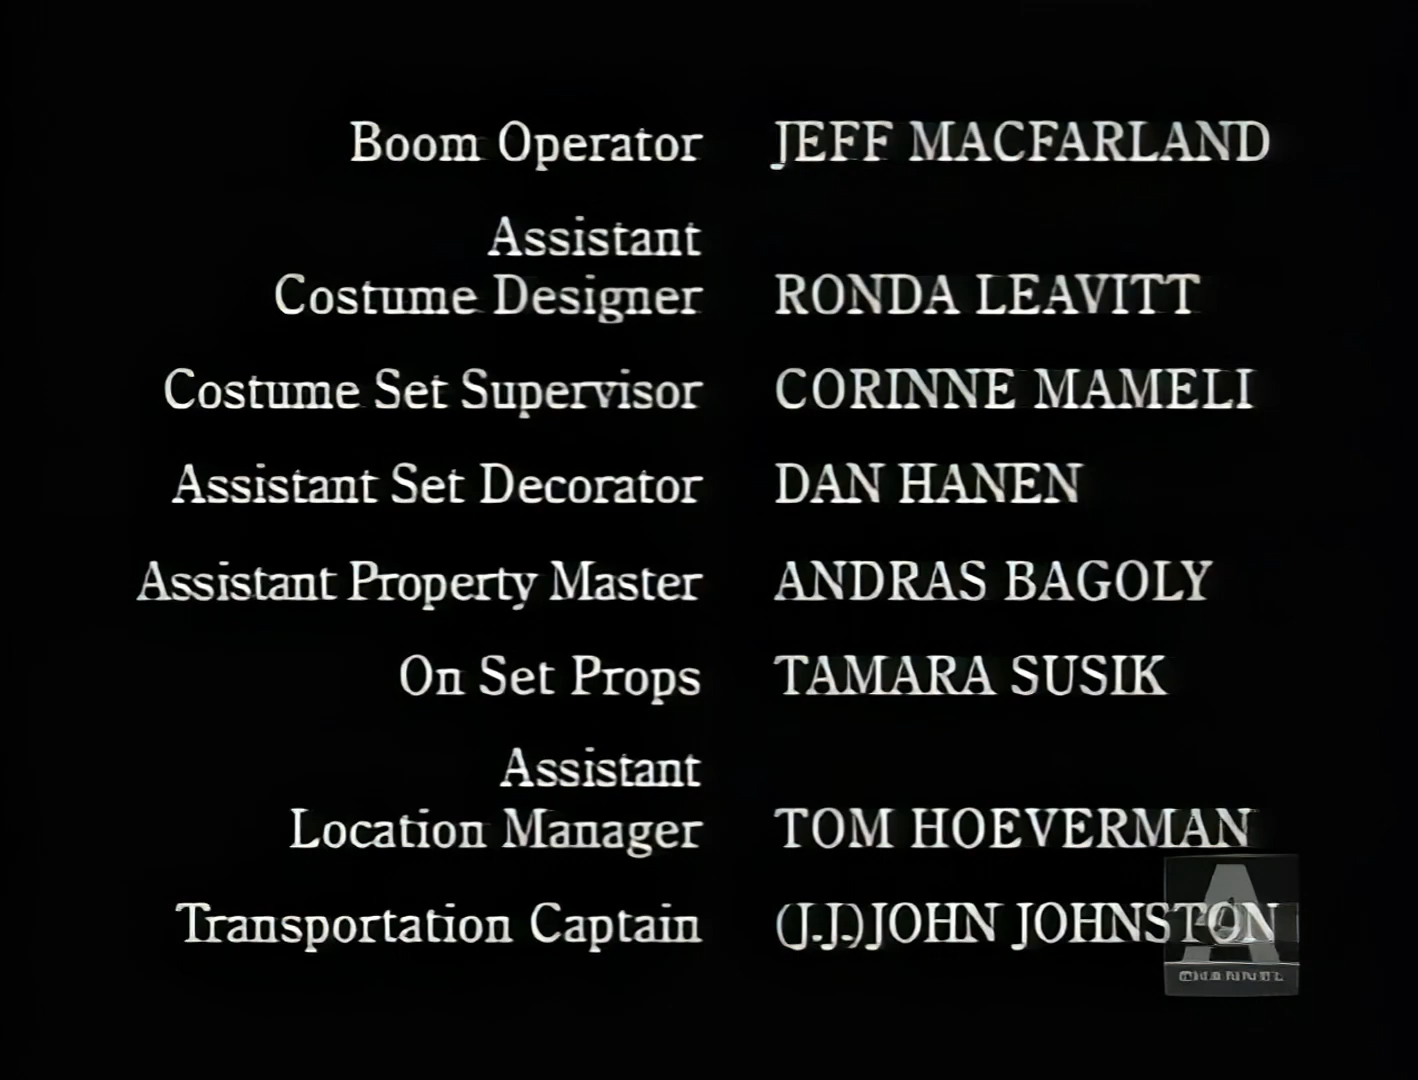 Boom Operator JEFF MACFARLAND
Assistant
Costume Designer RONDA LEAVITT
Costume Set Supervisor CORINNE MAMELI
Assistant Set Decorator DAN HANEN
Assistant Property Master ANDRAS BAGOLY
On Set Props TAMARA SUSIK
Assistant
Location Manager TOM HOEVERMAN
Transportation Captain (J.J.)JOHN JOHNSTON
A
CHANNEL